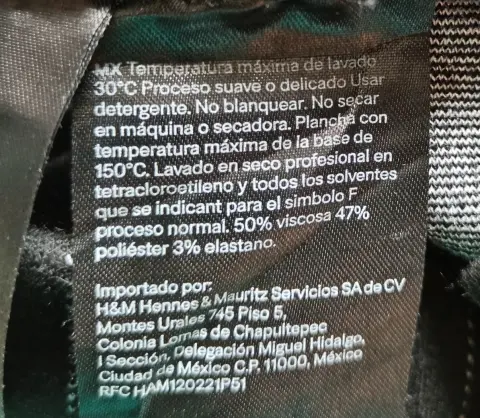 MX Temperatura máxima de lavado
30°C Proceso suave o delicado Usar
detergente. No blanquear. No secar
en máquina o secadora. Plancha con
temperatura máxima de la base de
150°C. Lavado en seco profesional en
tetracloroetileno y todos los solventes
que se indicant para el simbolo F
proceso normal. 50% viscosa 47%
poliéster 3% elastano.
Importado por:
H&M Hennes & Mauritz Servicios SA de CV
Montes Urales 745 Piso 5,
Colonia Lomas de Chapultepec
I Sección, Delegación Miguel Hidalgo,
Ciudad de México C.P. 11000, México
RFC HAM120221P51